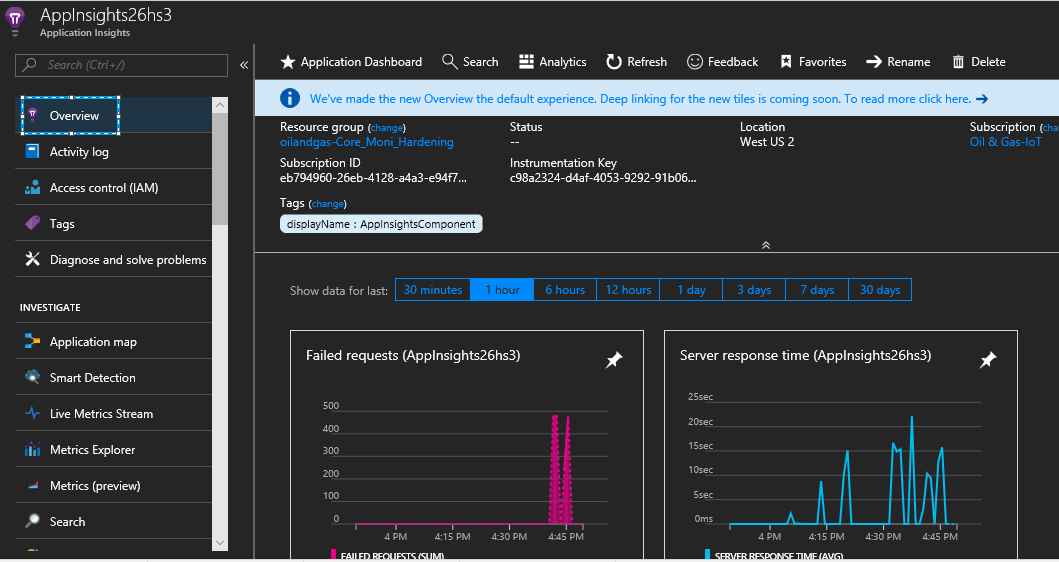 AppInsights26hs3
Application Insights
Search (Ctrl+/)
«
Overview
Activity log
Access control (IAM)
Tags
Diagnose and solve problems
INVESTIGATE
Application map
Smart Detection
Live Metrics Stream
Metrics Explorer
Metrics (preview)
Search
Application Dashboard Search Analytics Refresh Feedback Favorites Rename Delete
We've made the new Overview the default experience. Deep linking for the new tiles is coming soon. To read more click here. →
Resource group (change) Status Location Subscription (cha
oilandgas-Core_Moni_Hardening -- West US 2 Oil & Gas-IoT
Subscription ID Instrumentation Key
eb794960-26eb-4128-a4a3-e94f7... c98a2324-d4af-4053-9292-91b06...
Tags (change)
displayName : AppInsightsComponent
Show data for last: 30 minutes 1 hour 6 hours 12 hours 1 day 3 days 7 days 30 days
Failed requests (AppInsights26hs3)
500
400
300
200
100
0
4 PM 4:15 PM 4:30 PM 4:45 PM
FAILED REQUESTS (SUM)
Server response time (AppInsights26hs3)
25sec
20sec
15sec
10sec
5sec
0ms
4 PM 4:15 PM 4:30 PM 4:45 PM
SERVER RESPONSE TIME (AVG)